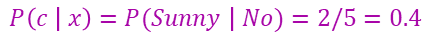 P(c | x) = P(Sunny | No) = 2/5 = 0.4